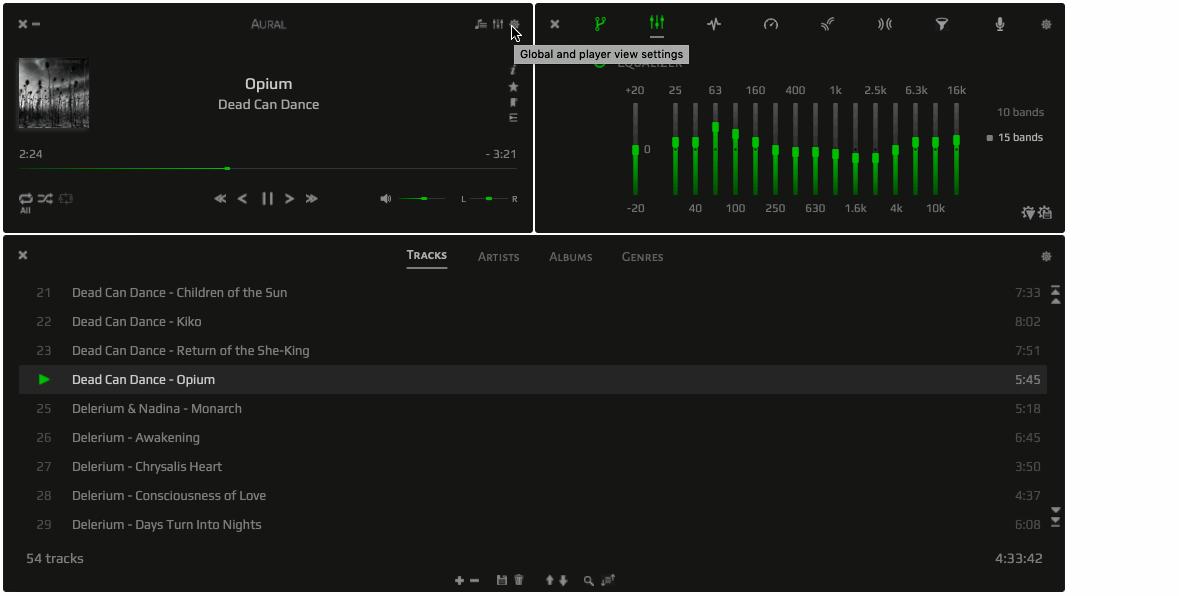 AURAL
Global and player view settings
EQUALIZER
Opium
Dead Can Dance
2:24
- 3:21
All
L R
+20 25 63 160 400 1k 2.5k 6.3k 16k
0
-20 40 100 250 630 1.6k 4k 10k
10 bands
15 bands
TRACKS ARTISTS ALBUMS GENRES
21 Dead Can Dance - Children of the Sun 7:33
22 Dead Can Dance - Kiko 8:02
23 Dead Can Dance - Return of the She-King 7:51
Dead Can Dance - Opium 5:45
25 Delerium & Nadina - Monarch 5:18
26 Delerium - Awakening 6:45
27 Delerium - Chrysalis Heart 3:50
28 Delerium - Consciousness of Love 4:37
29 Delerium - Days Turn Into Nights 6:08
54 tracks 4:33:42